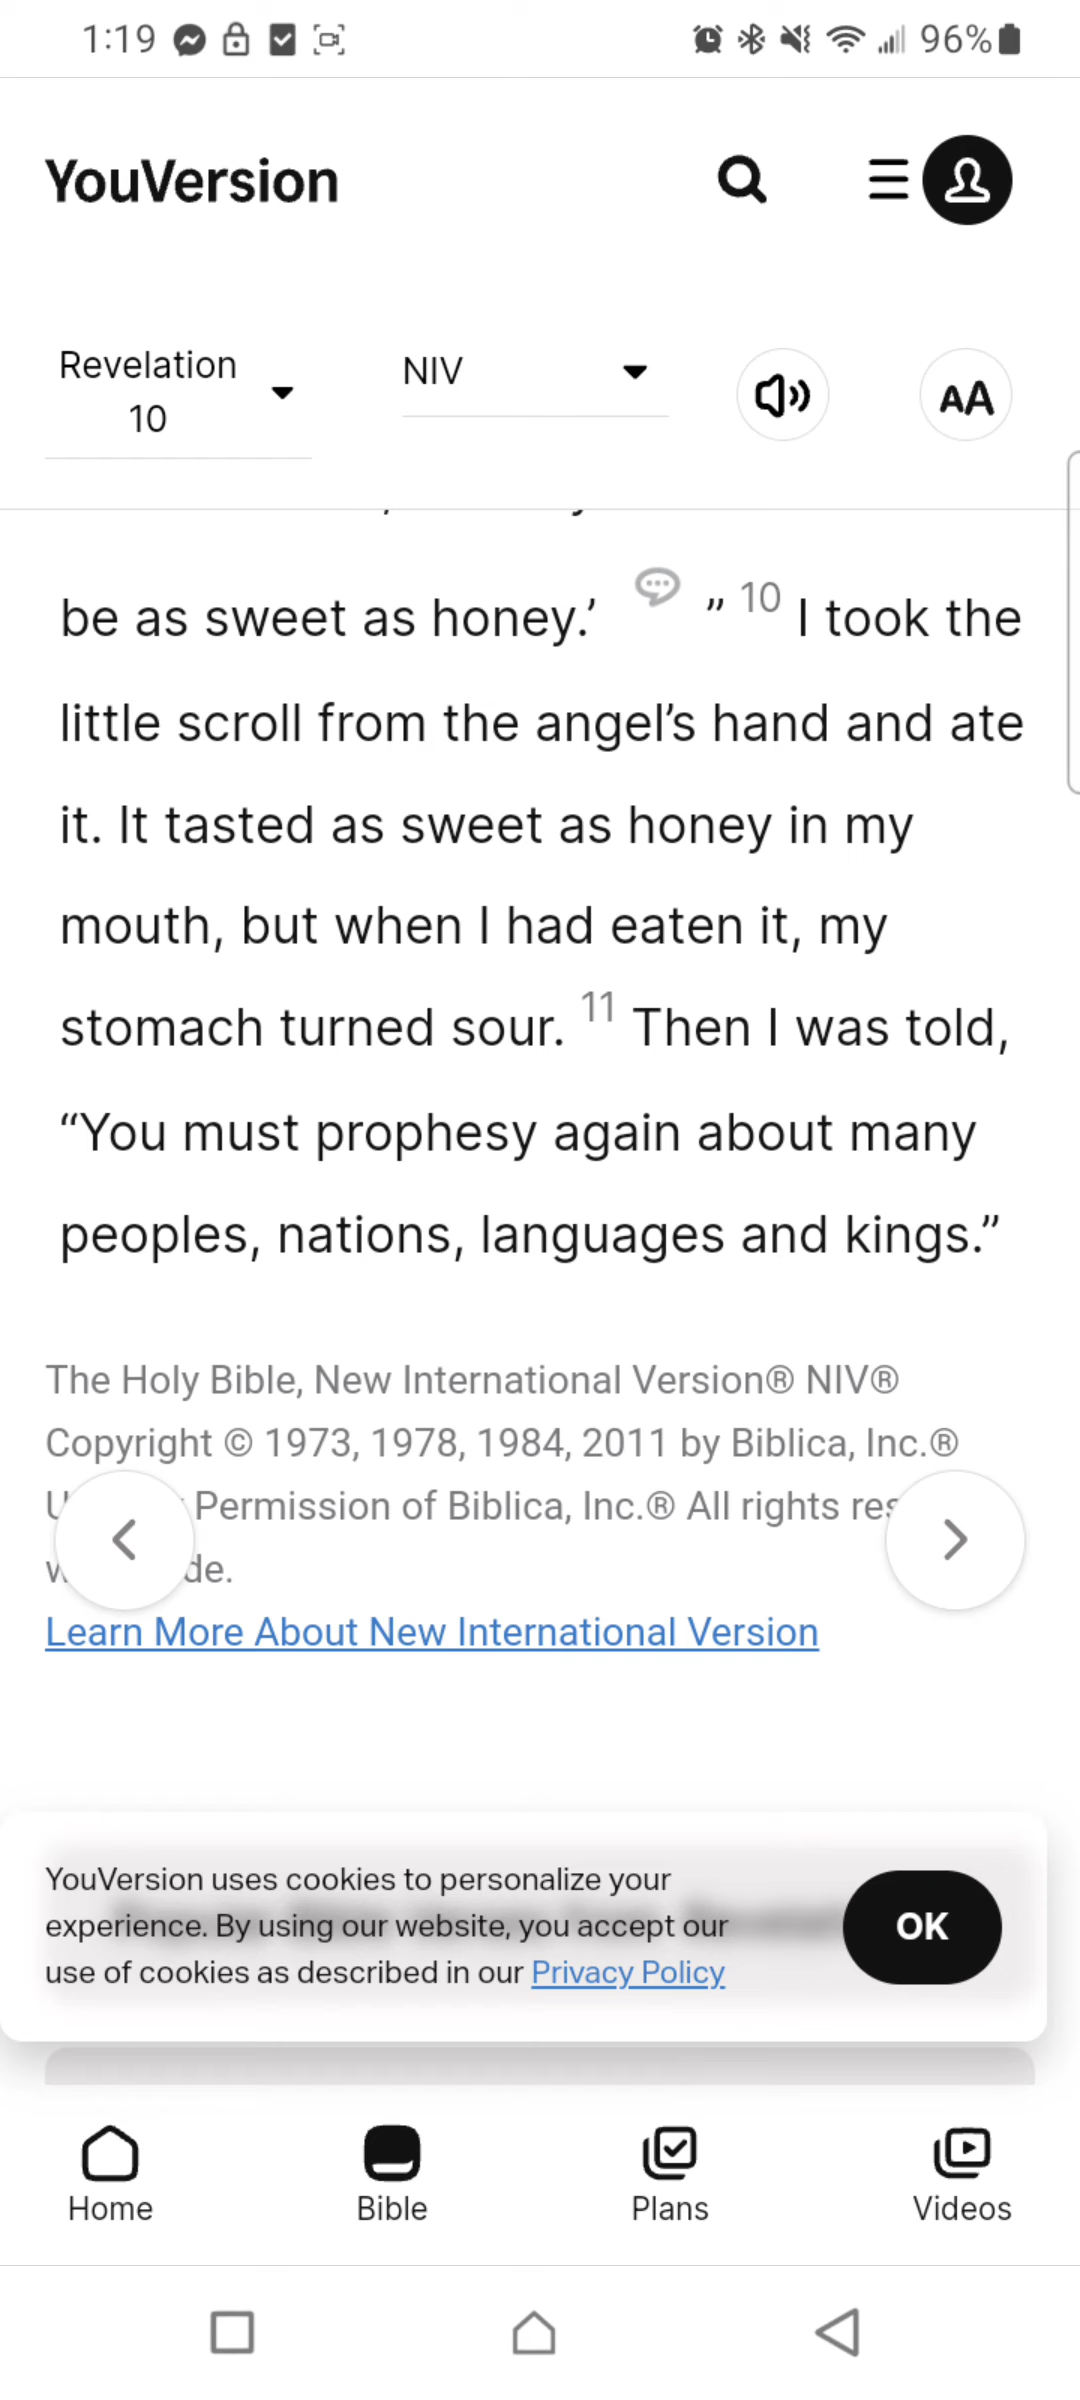 1:19
96%
YouVersion
Revelation
10
NIV
AA
be as sweet as honey.’ ” 10 I took the
little scroll from the angel’s hand and ate
it. It tasted as sweet as honey in my
mouth, but when I had eaten it, my
stomach turned sour. 11 Then I was told,
“You must prophesy again about many
peoples, nations, languages and kings.”
The Holy Bible, New International Version® NIV®
Copyright © 1973, 1978, 1984, 2011 by Biblica, Inc.®
Permission of Biblica, Inc.® All rights
Learn More About New International Version
YouVersion uses cookies to personalize your
experience. By using our website, you accept our
use of cookies as described in our Privacy Policy
OK
Home
Bible
Plans
Videos